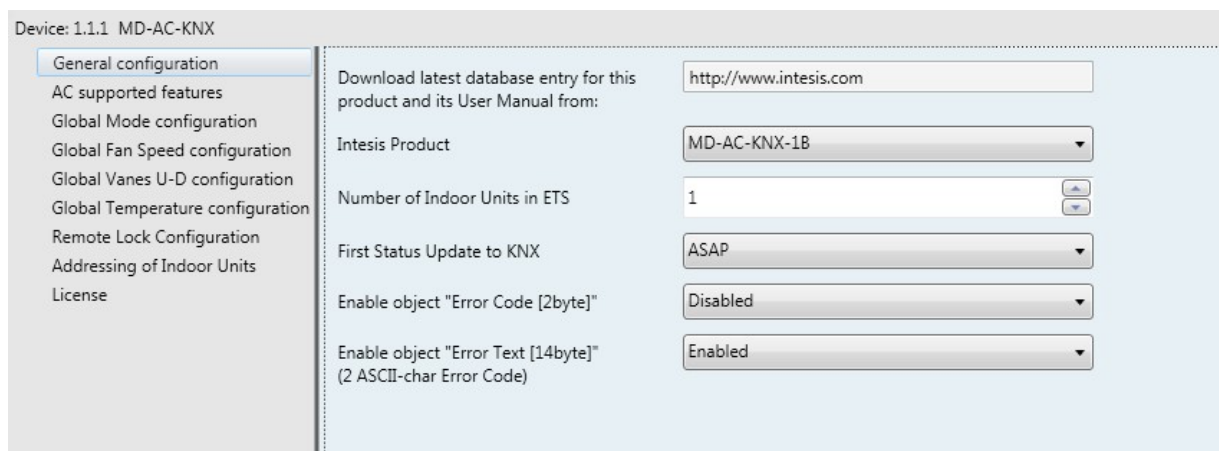 Device: 1.1.1 MD-AC-KNX
General configuration
AC supported features
Global Mode configuration
Global Fan Speed configuration
Global Vanes U-D configuration
Global Temperature configuration
Remote Lock Configuration
Addressing of Indoor Units
License
Download latest database entry for this
product and its User Manual from:
http://www.intesis.com
Intesis Product
MD-AC-KNX-1B
Number of Indoor Units in ETS
1
First Status Update to KNX
ASAP
Enable object "Error Code [2byte]"
Disabled
Enable object "Error Text [14byte]"
(2 ASCII-char Error Code)
Enabled